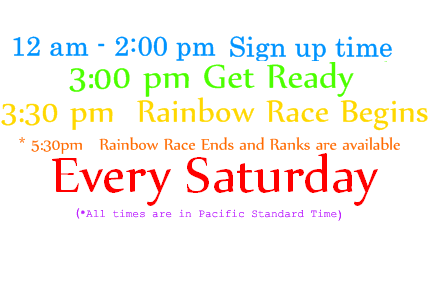 12 am - 2:00 pm Sign up time
3:00 pm Get Ready
3:30 pm Rainbow Race Begins
* 5:30pm Rainbow Race Ends and Ranks are available
Every Saturday
(*All times are in Pacific Standard Time)